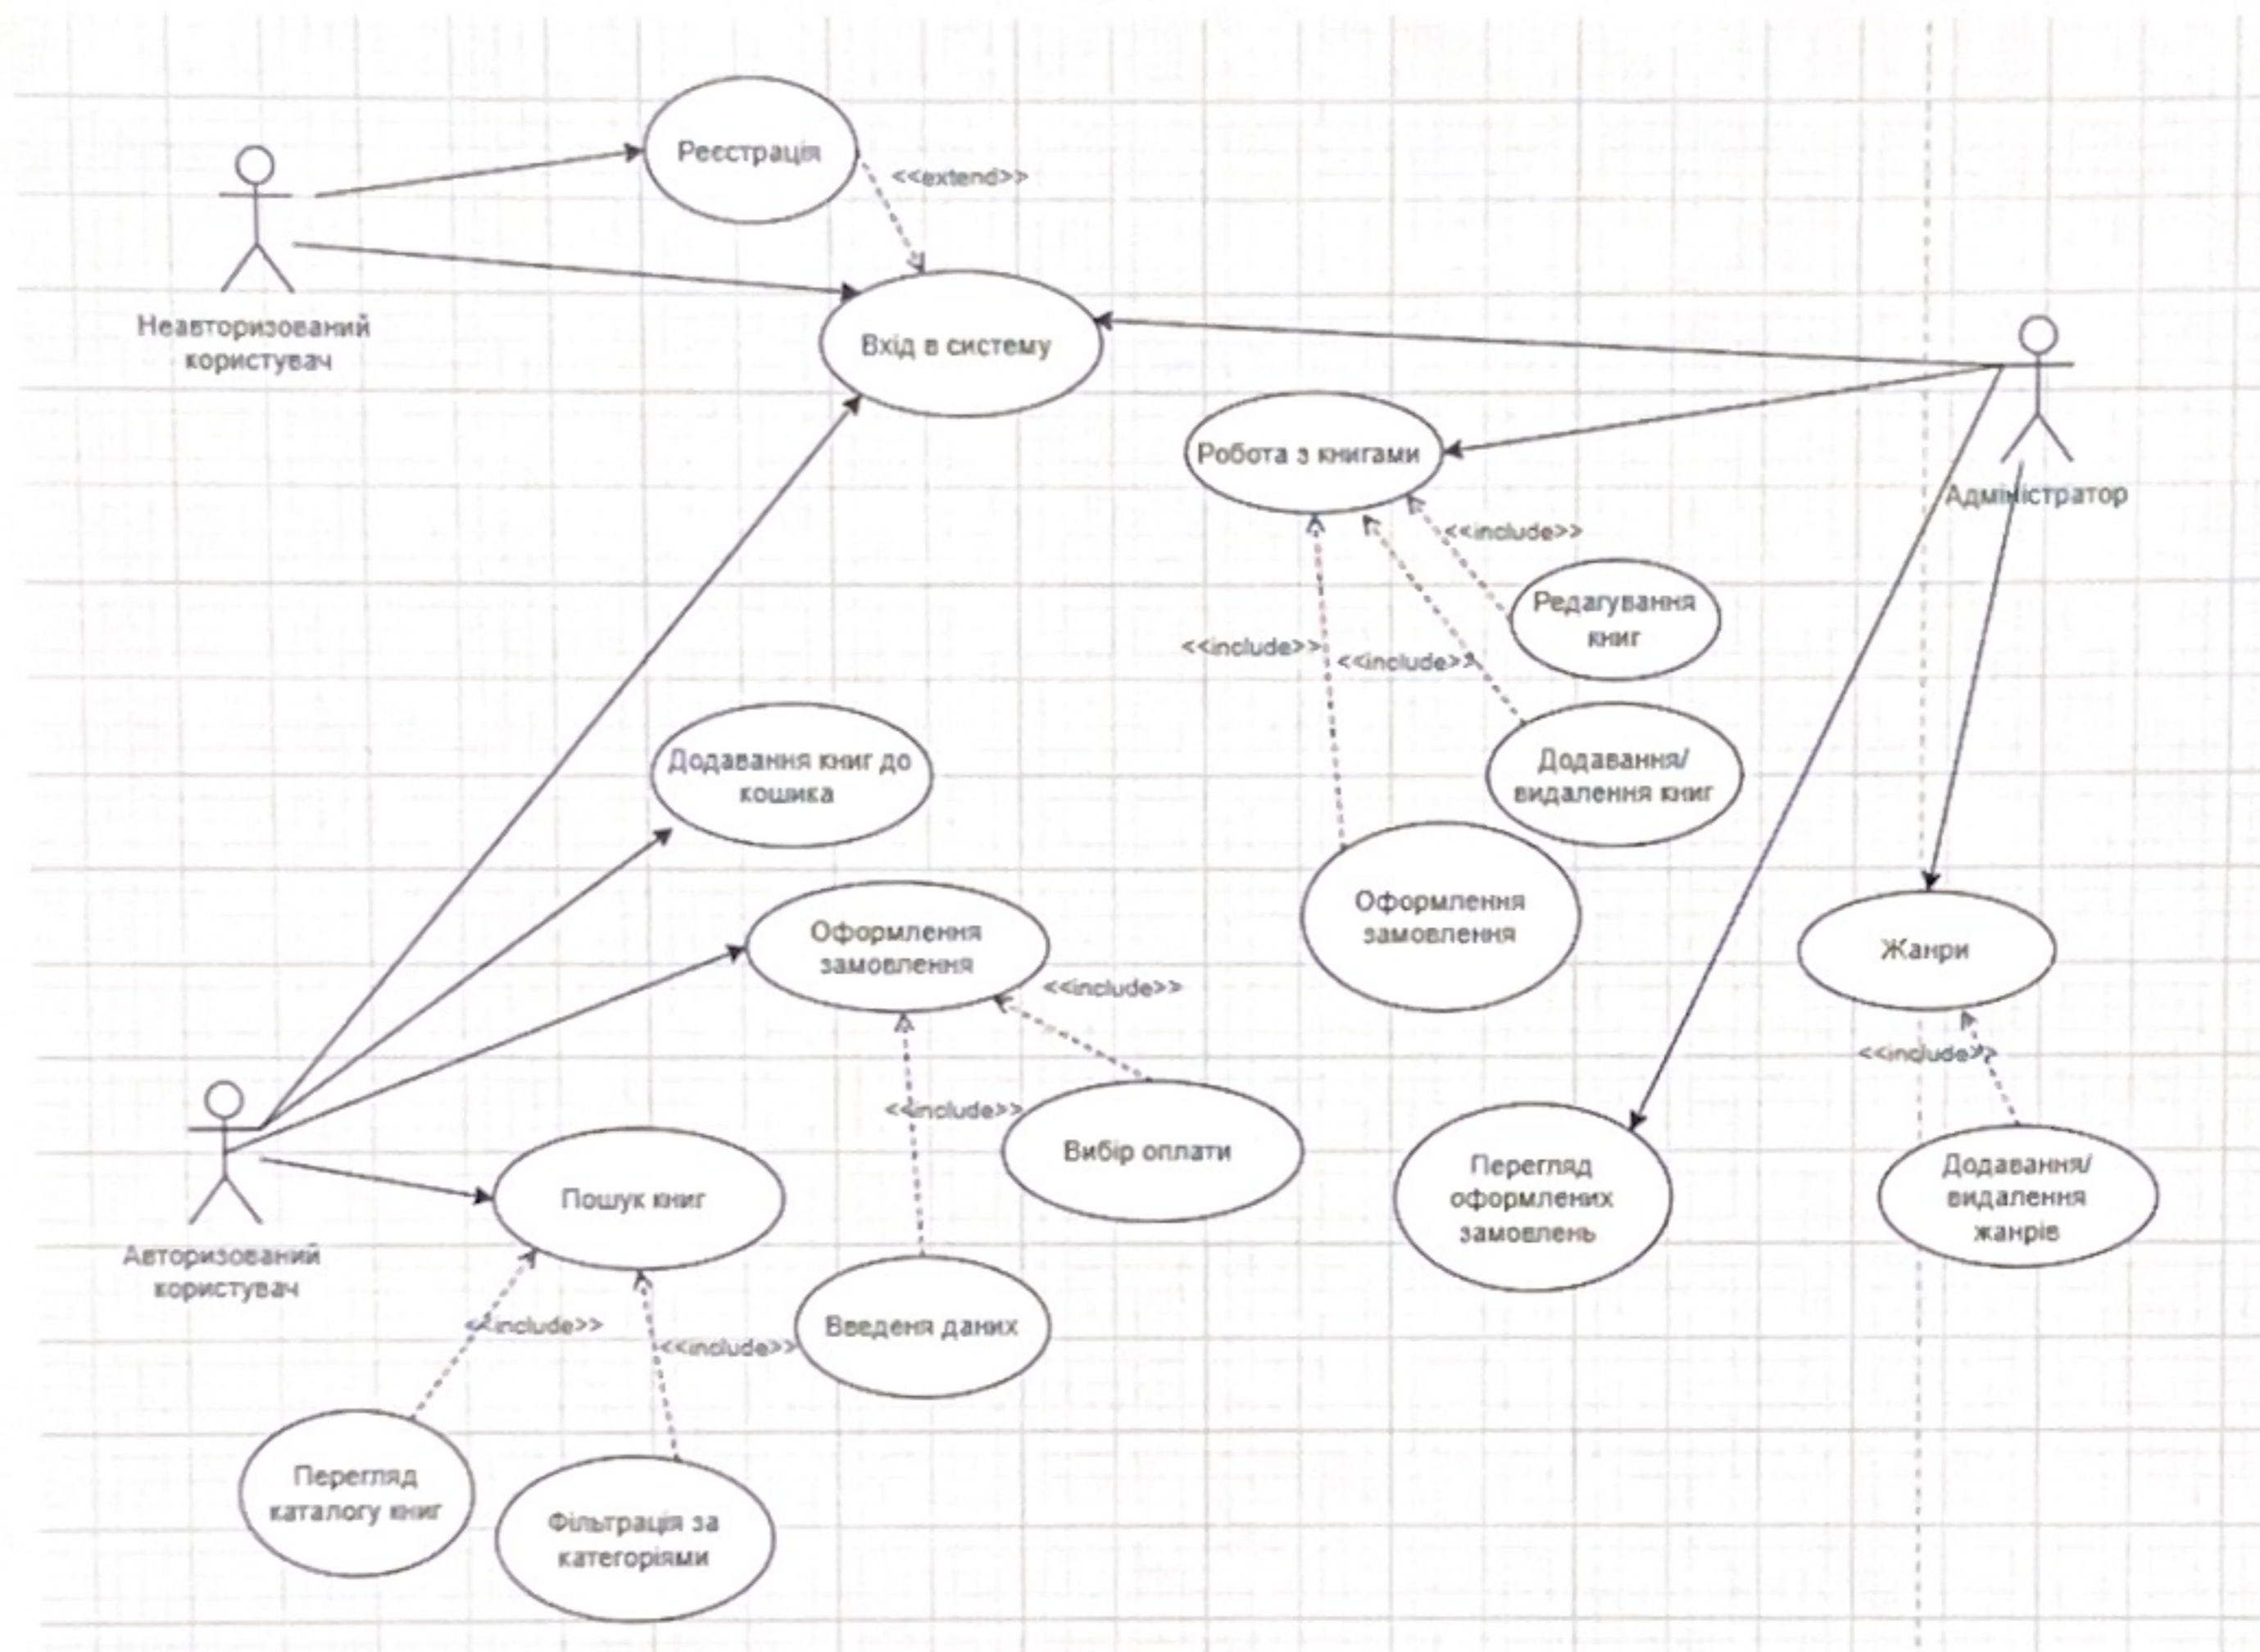 Реєстрація
<<extend>>
Неавторизований
користувач
Вхід в систему
Робота з книгами
Адміністратор
<<include>>
Редагування
книг
<<include>>
<<include>>
Додавання книг до
кошика
Додавання/
видалення книг
Оформлення
замовлення
Оформлення
замовлення
Жанри
<<include>>
<<include>>
<<include>>
Вибір оплати
Пошук книг
Перегляд
оформлених
замовлень
Додавання/
видалення
жанрів
Авторизований
користувач
<<include>>
<<include>>
Введеня даних
Перегляд
каталогу книг
Фільтрація за
категоріями